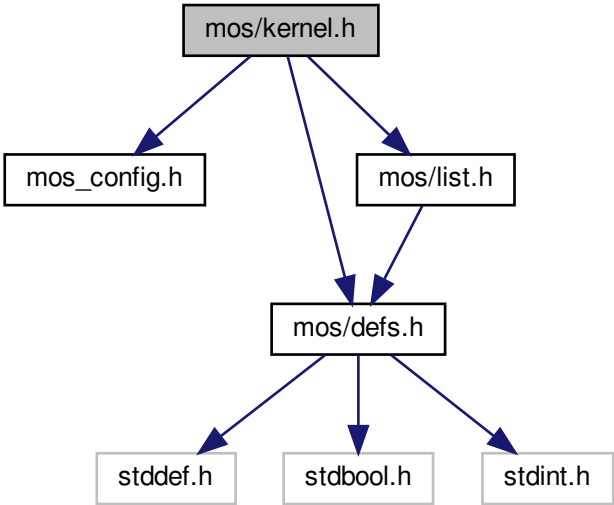 mos/kernel.h
mos_config.h
mos/list.h
mos/defs.h
stddef.h
stdbool.h
stdint.h